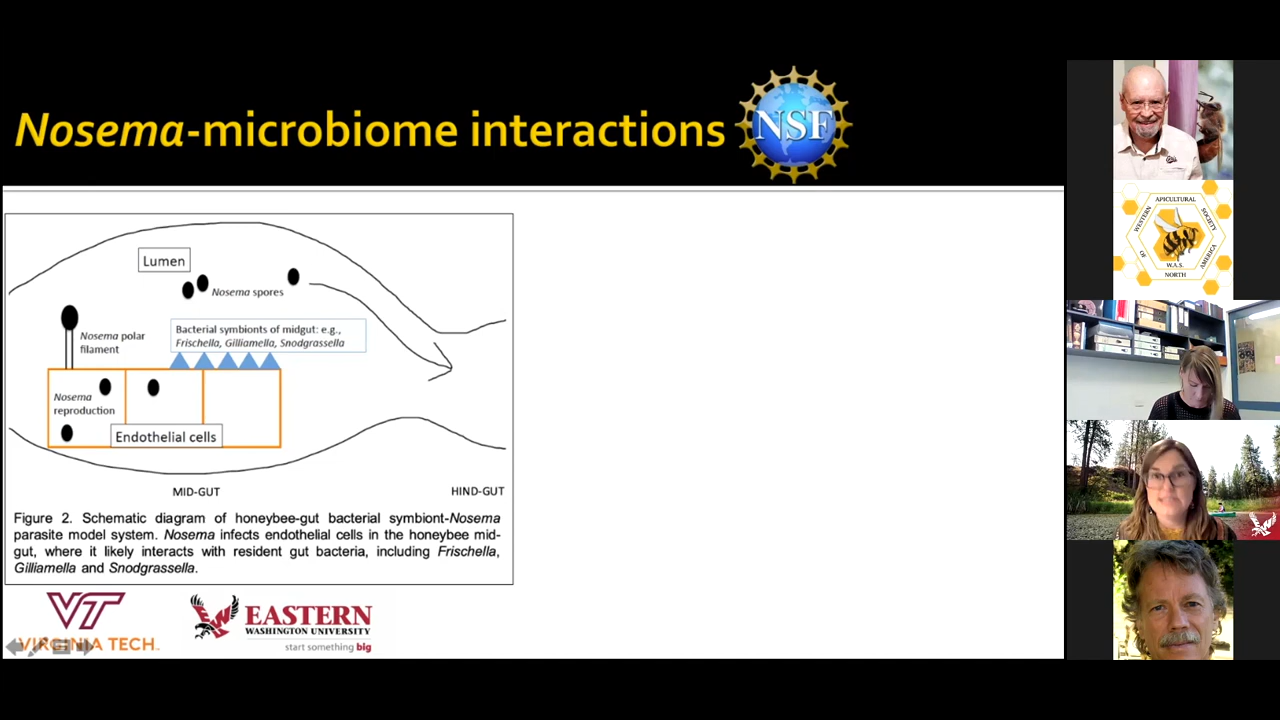 Nosema-microbiome interactions
NSF
Lumen
Nosema spores
Nosema polar
filament
Bacterial symbionts of midgut: e.g.,
Frischella, Gilliamella, Snodgrassella
Nosema
reproduction
Endothelial cells
MID-GUT
HIND-GUT
Figure 2. Schematic diagram of honeybee-gut bacterial symbiont-Nosema
parasite model system. Nosema infects endothelial cells in the honeybee mid-
gut, where it likely interacts with resident gut bacteria, including Frischella,
Gilliamella and Snodgrassella.
VT
VIRGINIA TECH
EASTERN
WASHINGTON UNIVERSITY
start something big
WESTERN
APICULTURAL
SOCIETY
OF
W.A.S.
NORTH
AMERICA